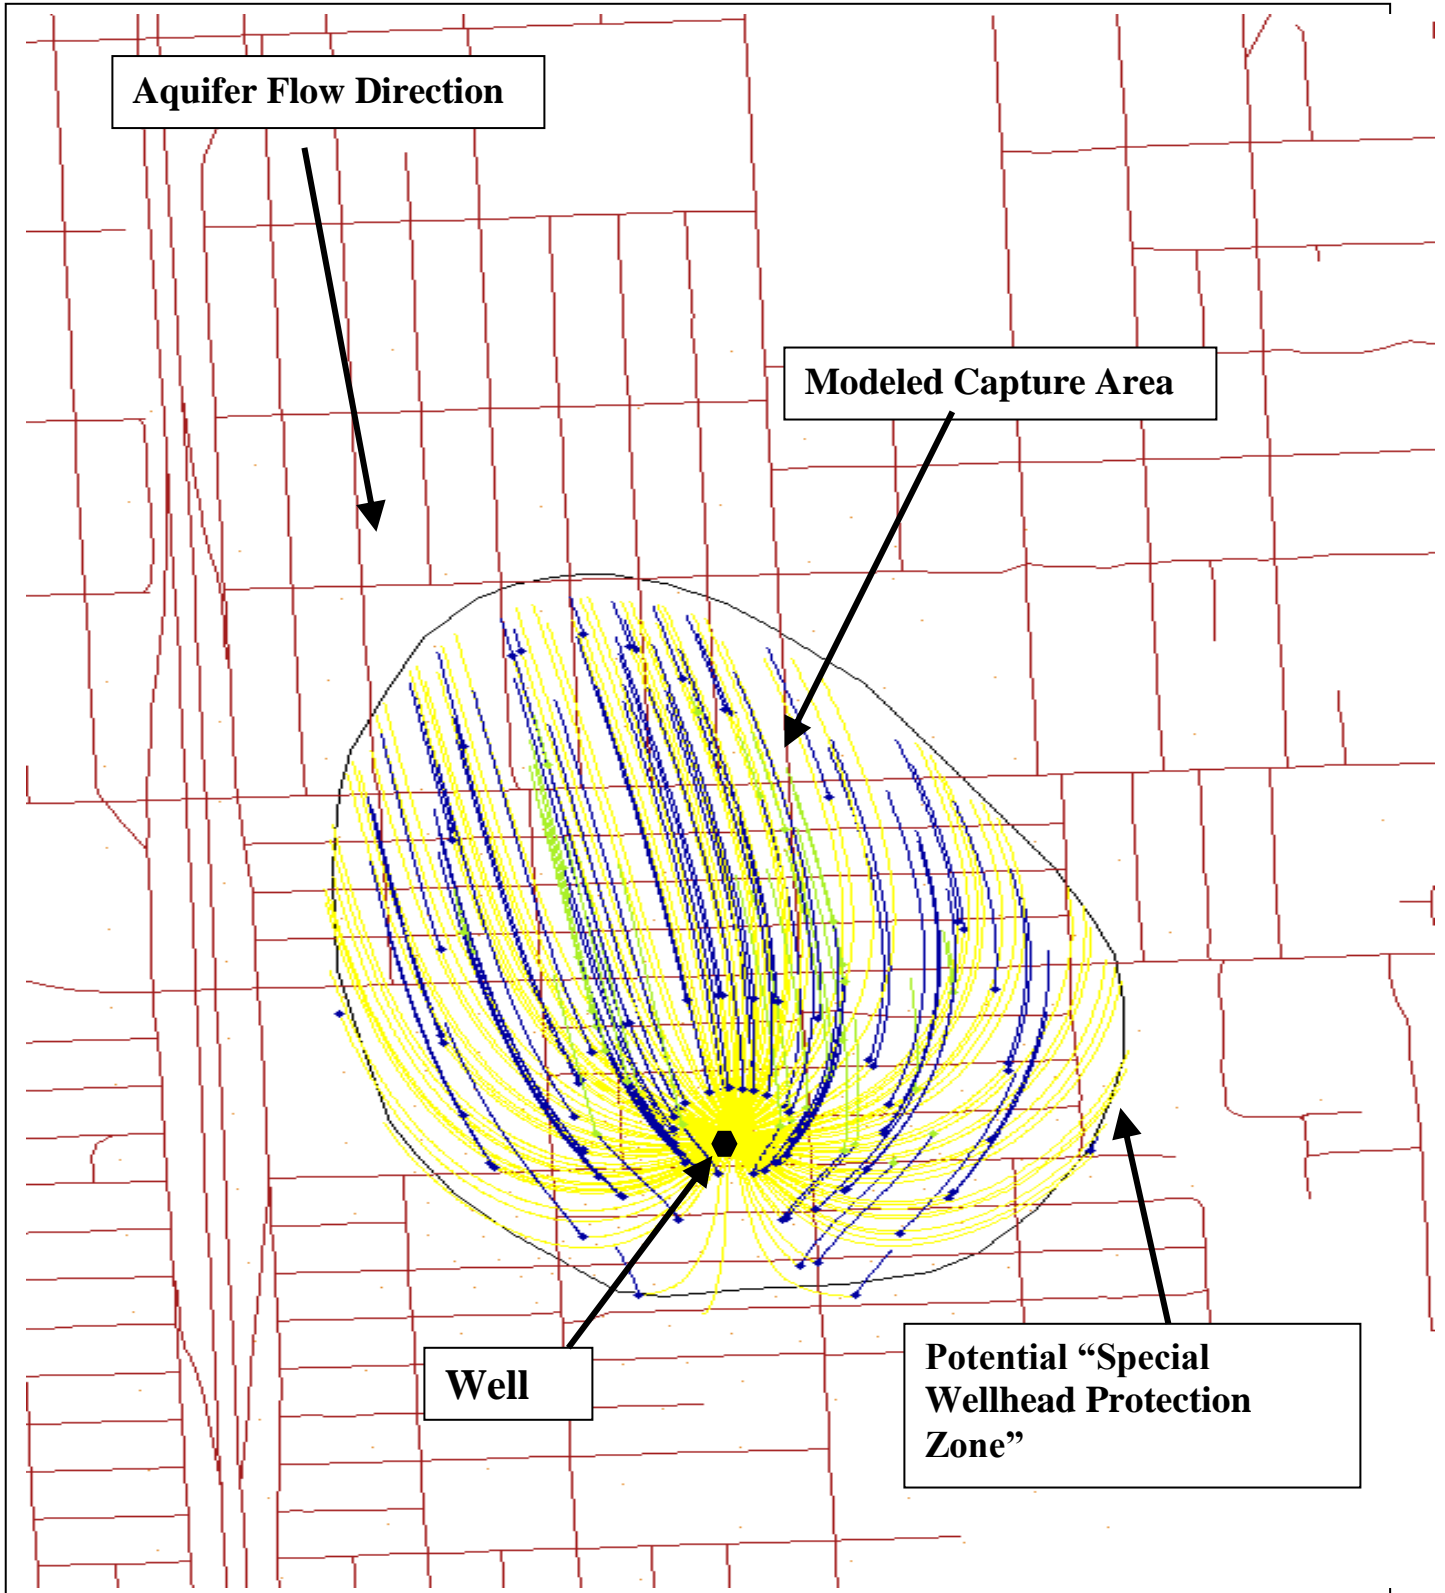 Aquifer Flow Direction
Modeled Capture Area
Well
Potential “Special
Wellhead Protection
Zone”